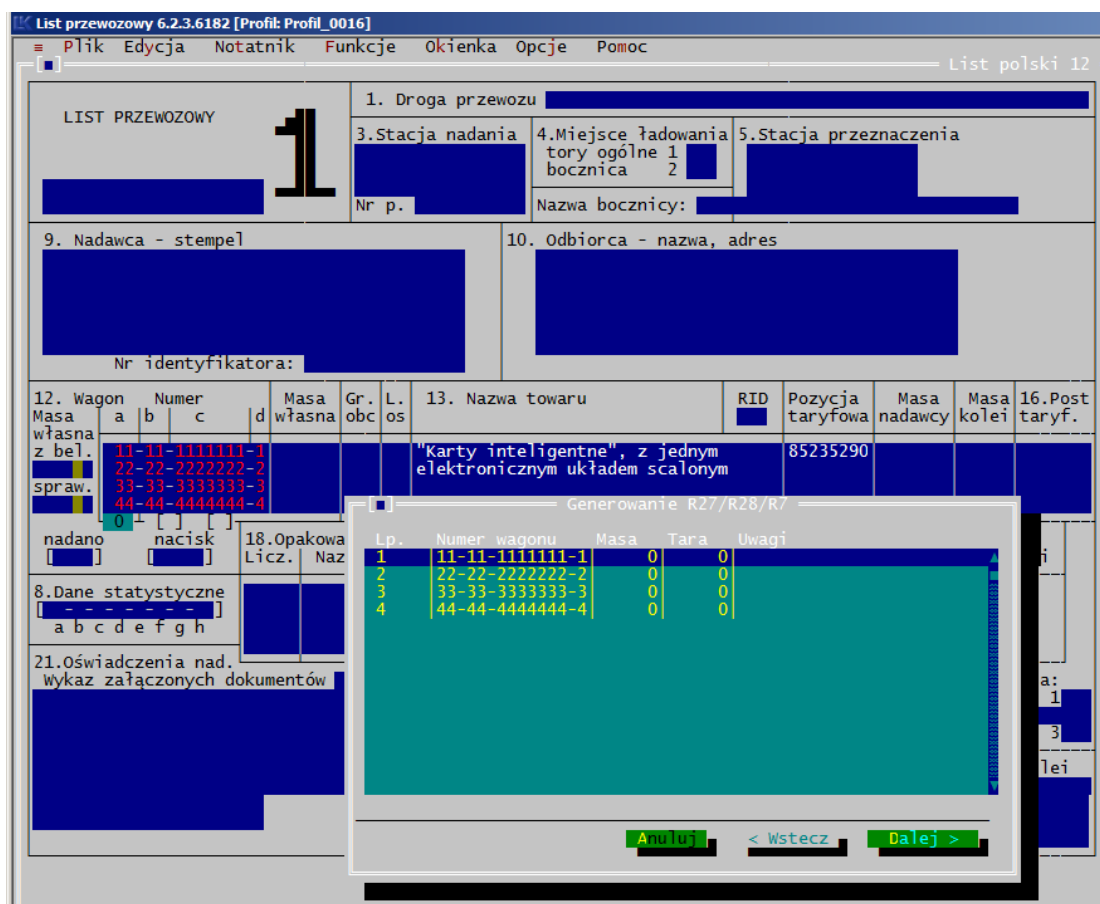 List przewozowy 6.2.3.6182 [Profil: Profil_0016]
≡ Plik Edycja Notatnik Funkcje Okienka Opcje Pomoc
[■] List polski 12
LIST PRZEWOZOWY
1
1. Droga przewozu
3.Stacja nadania
4.Miejsce ładowania
tory ogólne 1
bocznica 2
5.Stacja przeznaczenia
Nr p.
Nazwa bocznicy:
9. Nadawca - stempel
10. Odbiorca - nazwa, adres
Nr identyfikatora:
12. Wagon Numer Masa Gr. L. 13. Nazwa towaru RID Pozycja Masa Masa 16.Post
Masa a |b| c |d własna obc os taryfowa nadawcy kolei taryf.
własna
z bel. 11-11-1111111-1 "Karty inteligentne", z jednym 85235290
22-22-2222222-2 elektronicznym układem scalonym
spraw. 33-33-3333333-3
44-44-4444444-4
0 [ ] [ ]
nadano nacisk 18.Opakowa
[ ] [ ] Licz. Naz
8.Dane statystyczne
[ - - - - - - - ]
a b c d e f g h
21.Oświadczenia nad.
Wykaz załączonych dokumentów
[■] Generowanie R27/R28/R7
Lp. Numer wagonu Masa Tara Uwagi
1 11-11-1111111-1 0 0
2 22-22-2222222-2 0 0
3 33-33-3333333-3 0 0
4 44-44-4444444-4 0 0
Anuluj < Wstecz Dalej >
i
a:
1
3
lei